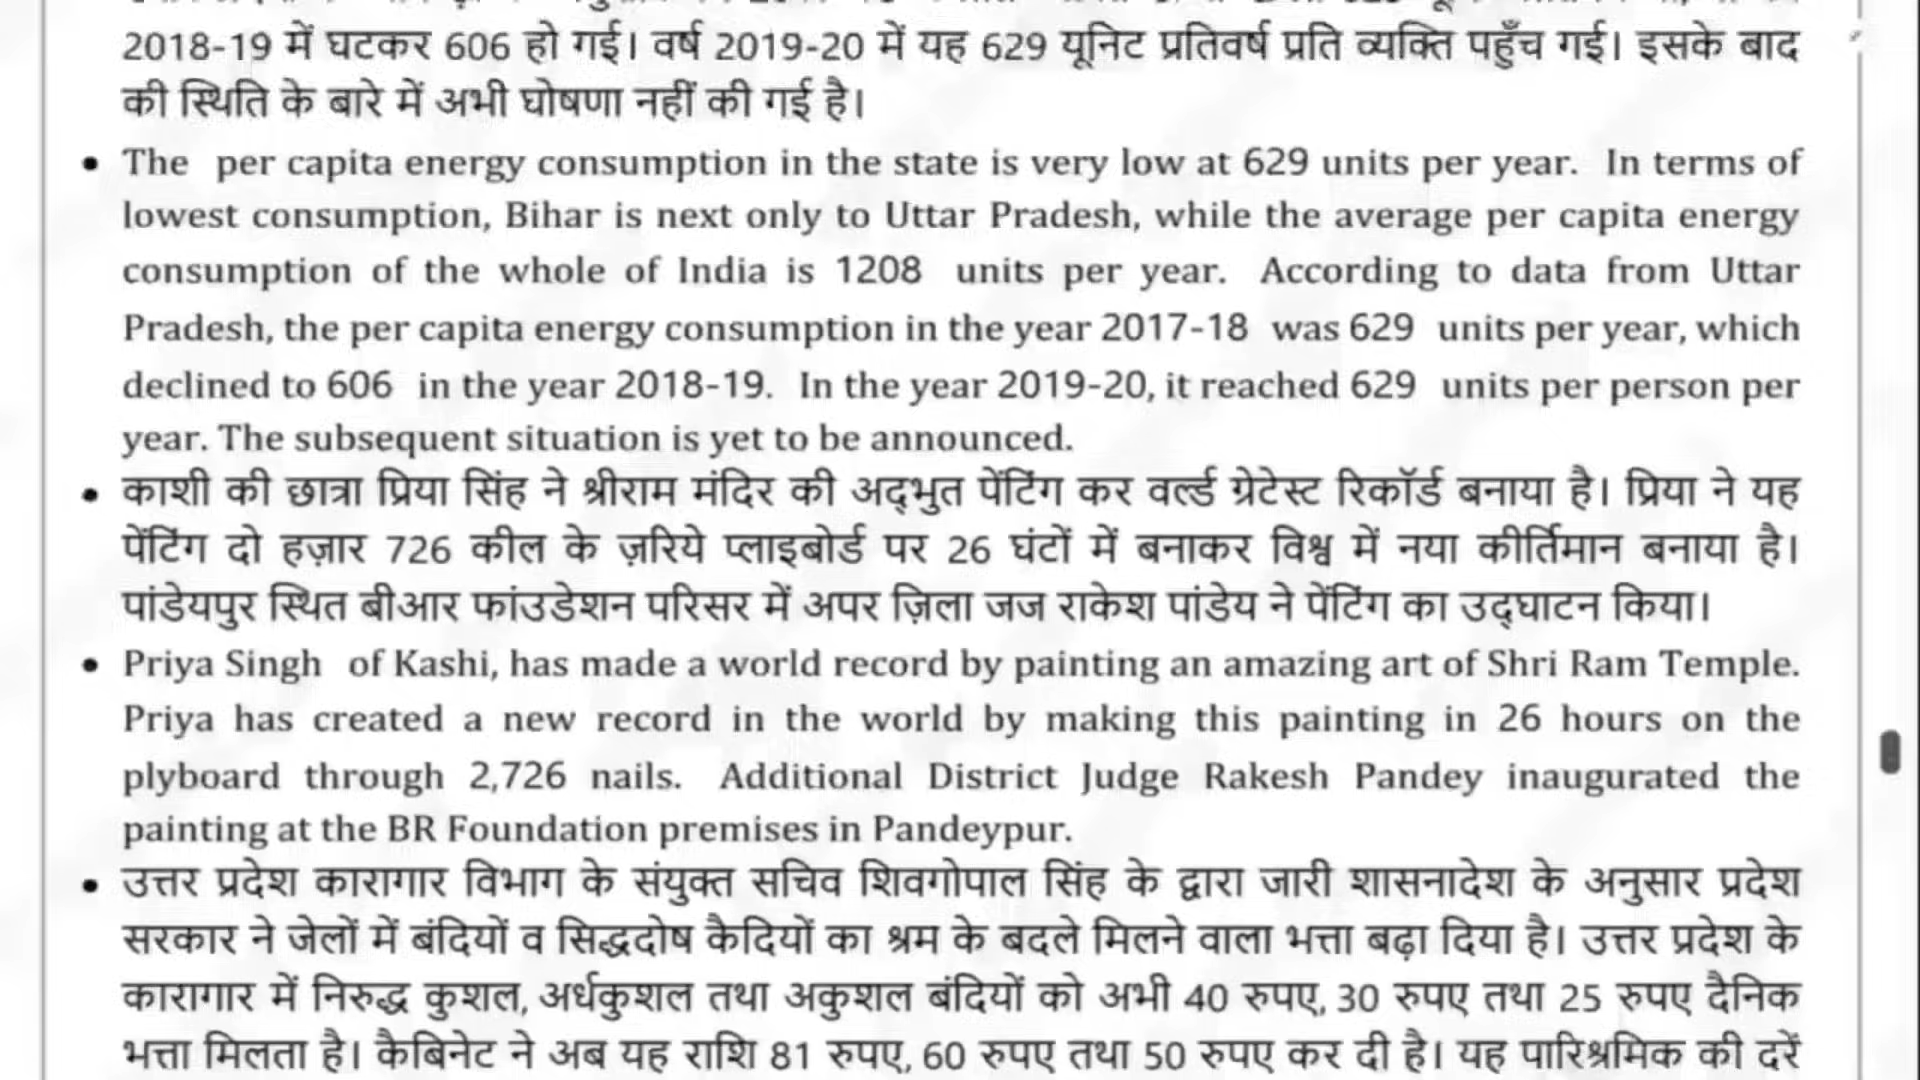 2018-19 में घटकर 606 हो गई। वर्ष 2019-20 में यह 629 यूनिट प्रतिवर्ष प्रति व्यक्ति पहुँच गई। इसके बाद
की स्थिति के बारे में अभी घोषणा नहीं की गई है।
• The per capita energy consumption in the state is very low at 629 units per year. In terms of
lowest consumption, Bihar is next only to Uttar Pradesh, while the average per capita energy
consumption of the whole of India is 1208 units per year. According to data from Uttar
Pradesh, the per capita energy consumption in the year 2017-18 was 629 units per year, which
declined to 606 in the year 2018-19. In the year 2019-20, it reached 629 units per person per
year. The subsequent situation is yet to be announced.
• काशी की छात्रा प्रिया सिंह ने श्रीराम मंदिर की अद्भुत पेंटिंग कर वर्ल्ड ग्रेटेस्ट रिकॉर्ड बनाया है। प्रिया ने यह
पेंटिंग दो हज़ार 726 कील के ज़रिये प्लाइबोर्ड पर 26 घंटों में बनाकर विश्व में नया कीर्तिमान बनाया है।
पांडेयपुर स्थित बीआर फांउडेशन परिसर में अपर ज़िला जज राकेश पांडेय ने पेंटिंग का उद्घाटन किया।
• Priya Singh of Kashi, has made a world record by painting an amazing art of Shri Ram Temple.
Priya has created a new record in the world by making this painting in 26 hours on the
plyboard through 2,726 nails. Additional District Judge Rakesh Pandey inaugurated the
painting at the BR Foundation premises in Pandeypur.
• उत्तर प्रदेश कारागार विभाग के संयुक्त सचिव शिवगोपाल सिंह के द्वारा जारी शासनादेश के अनुसार प्रदेश
सरकार ने जेलों में बंदियों व सिद्धदोष कैदियों का श्रम के बदले मिलने वाला भत्ता बढ़ा दिया है। उत्तर प्रदेश के
कारागार में निरुद्ध कुशल, अर्धकुशल तथा अकुशल बंदियों को अभी 40 रुपए, 30 रुपए तथा 25 रुपए दैनिक
भत्ता मिलता है। कैबिनेट ने अब यह राशि 81 रुपए, 60 रुपए तथा 50 रुपए कर दी है। यह पारिश्रमिक की दरें